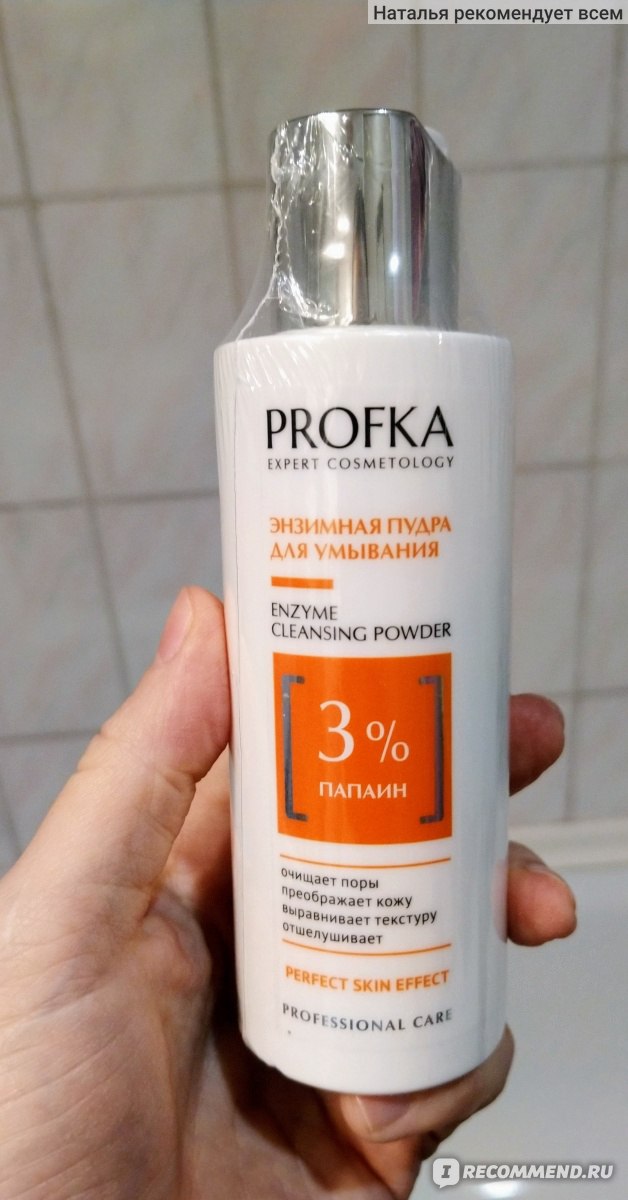 Наталья рекомендует всем
PROFKA
EXPERT COSMETOLOGY
ЭНЗИМНАЯ ПУДРА
ДЛЯ УМЫВАНИЯ
ENZYME
CLEANSING POWDER
3 %
ПАПАИН
очищает поры
преображает кожу
выравнивает текстуру
отшелушивает
PERFECT SKIN EFFECT
PROFESSIONAL CARE
IRECOMMEND.RU